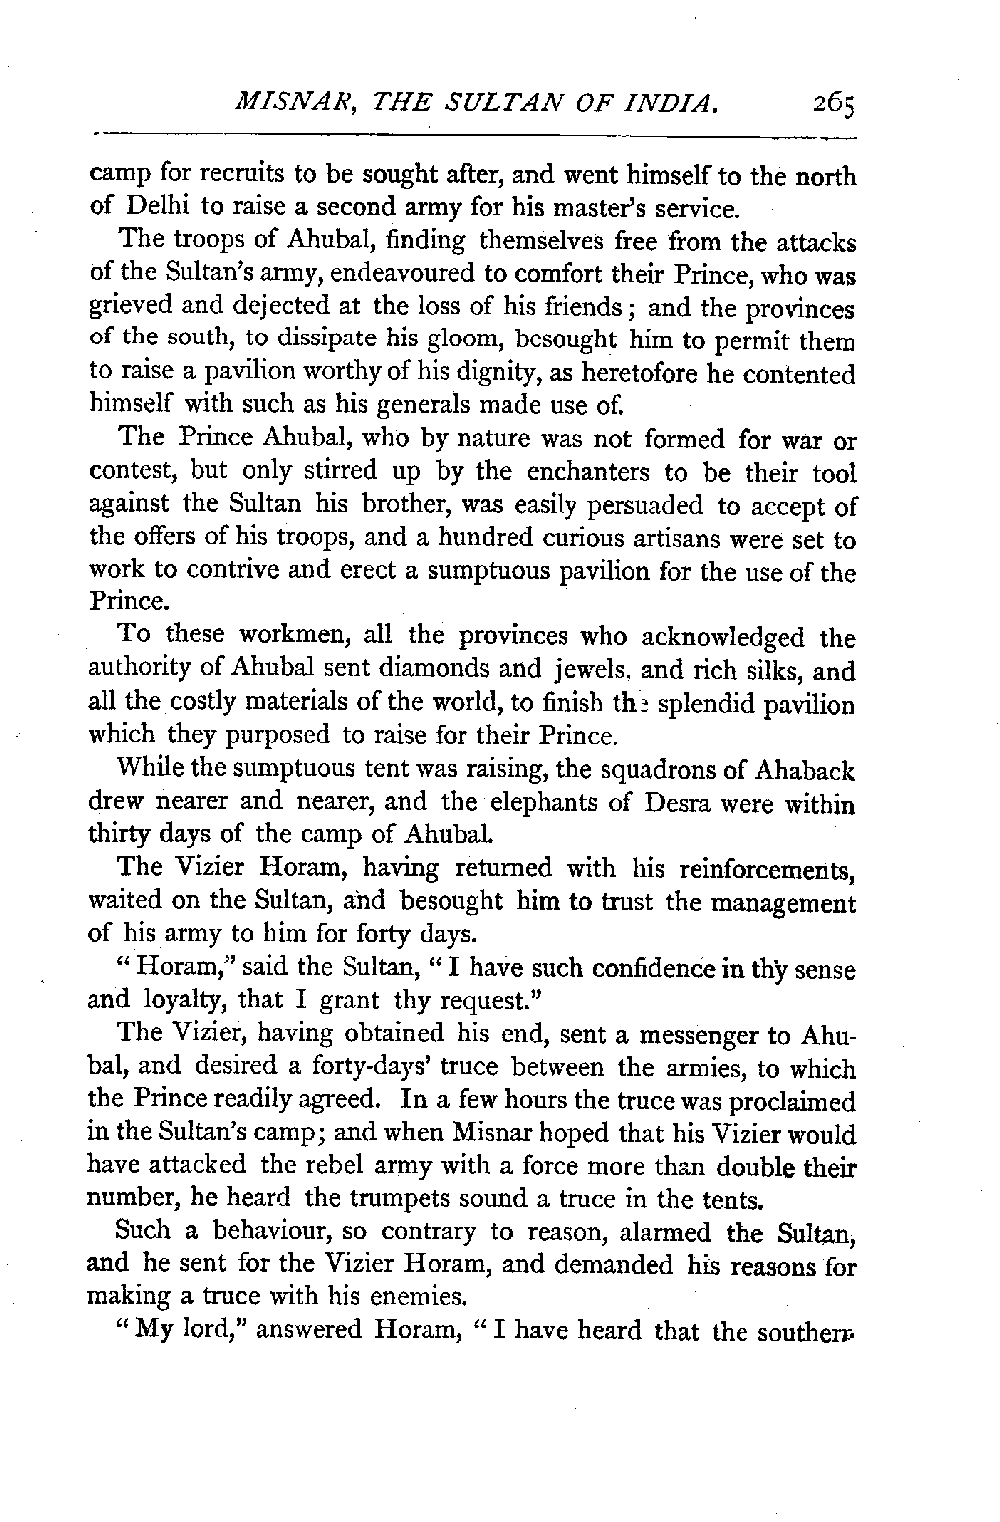 MISNAR, THE SULTAN OF INDIA. 265
camp for recruits to be sought after, and went himself to the north
of Delhi to raise a second army for his master's service.
The troops of Ahubal, finding themselves free from the attacks
of the Sultan's army, endeavoured to comfort their Prince, who was
grieved and dejected at the loss of his friends; and the provinces
of the south, to dissipate his gloom, besought him to permit them
to raise a pavilion worthy of his dignity, as heretofore he contented
himself with such as his generals made use of.
The Prince Ahubal, who by nature was not formed for war or
contest, but only stirred up by the enchanters to be their tool
against the Sultan his brother, was easily persuaded to accept of
the offers of his troops, and a hundred curious artisans were set to
work to contrive and erect a sumptuous pavilion for the use of the
Prince.
To these workmen, all the provinces who acknowledged the
authority of Ahubal sent diamonds and jewels, and rich silks, and
all the costly materials of the world, to finish the splendid pavilion
which they purposed to raise for their Prince.
While the sumptuous tent was raising, the squadrons of Ahaback
drew nearer and nearer, and the elephants of Desra were within
thirty days of the camp of Ahubal.
The Vizier Horam, having returned with his reinforcements,
waited on the Sultan, and besought him to trust the management
of his army to him for forty days.
"Horam," said the Sultan, "I have such confidence in thy sense
and loyalty, that I grant thy request."
The Vizier, having obtained his end, sent a messenger to Ahu-
bal, and desired a forty-days' truce between the armies, to which
the Prince readily agreed. In a few hours the truce was proclaimed
in the Sultan's camp; and when Misnar hoped that his Vizier would
have attacked the rebel army with a force more than double their
number, he heard the trumpets sound a truce in the tents.
Such a behaviour, so contrary to reason, alarmed the Sultan,
and he sent for the Vizier Horam, and demanded his reasons for
making a truce with his enemies.
"My lord," answered Horam, "I have heard that the southern